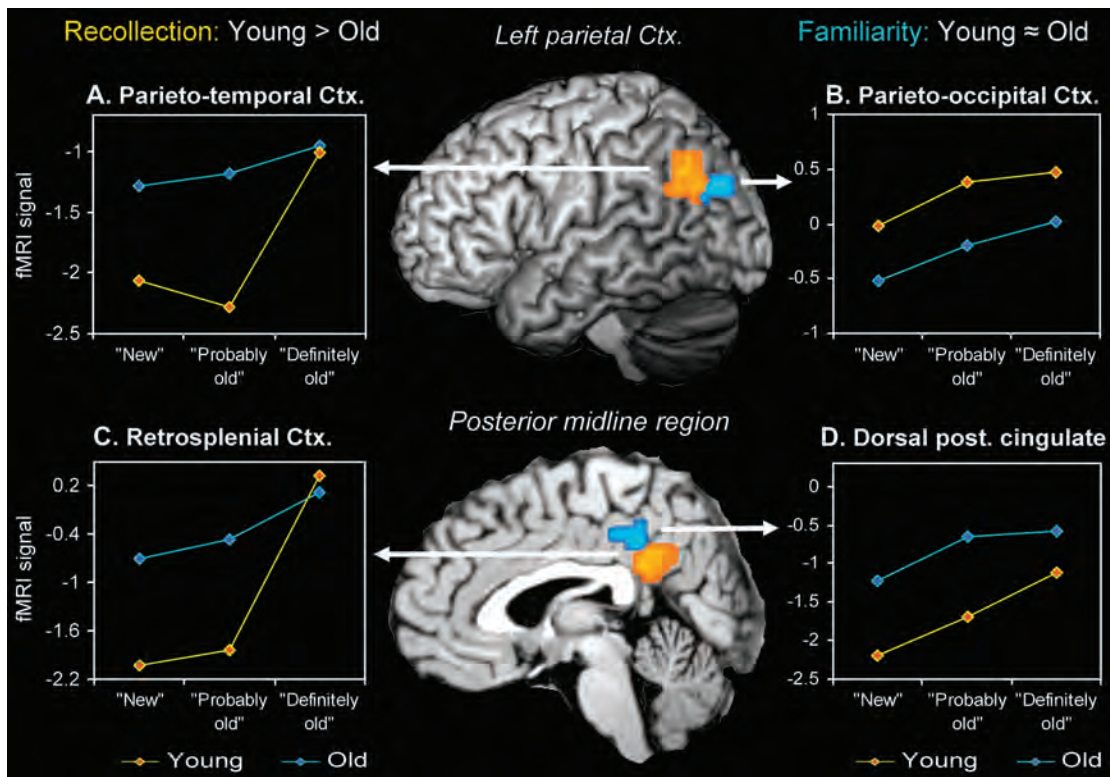 Recollection: Young > Old
Left parietal Ctx.
Familiarity: Young ≈ Old
A. Parieto-temporal Ctx.
fMRI signal
-1
-1.5
-2
-2.5
"New"
"Probably old"
"Definitely old"
B. Parieto-occipital Ctx.
1
0.5
0
-0.5
-1
"New"
"Probably old"
"Definitely old"
Posterior midline region
C. Retrosplenial Ctx.
fMRI signal
0.2
-0.4
-1
-1.6
-2.2
"New"
"Probably old"
"Definitely old"
Young
Old
D. Dorsal post. cingulate
0
-0.5
-1
-1.5
-2
-2.5
"New"
"Probably old"
"Definitely old"
Young
Old